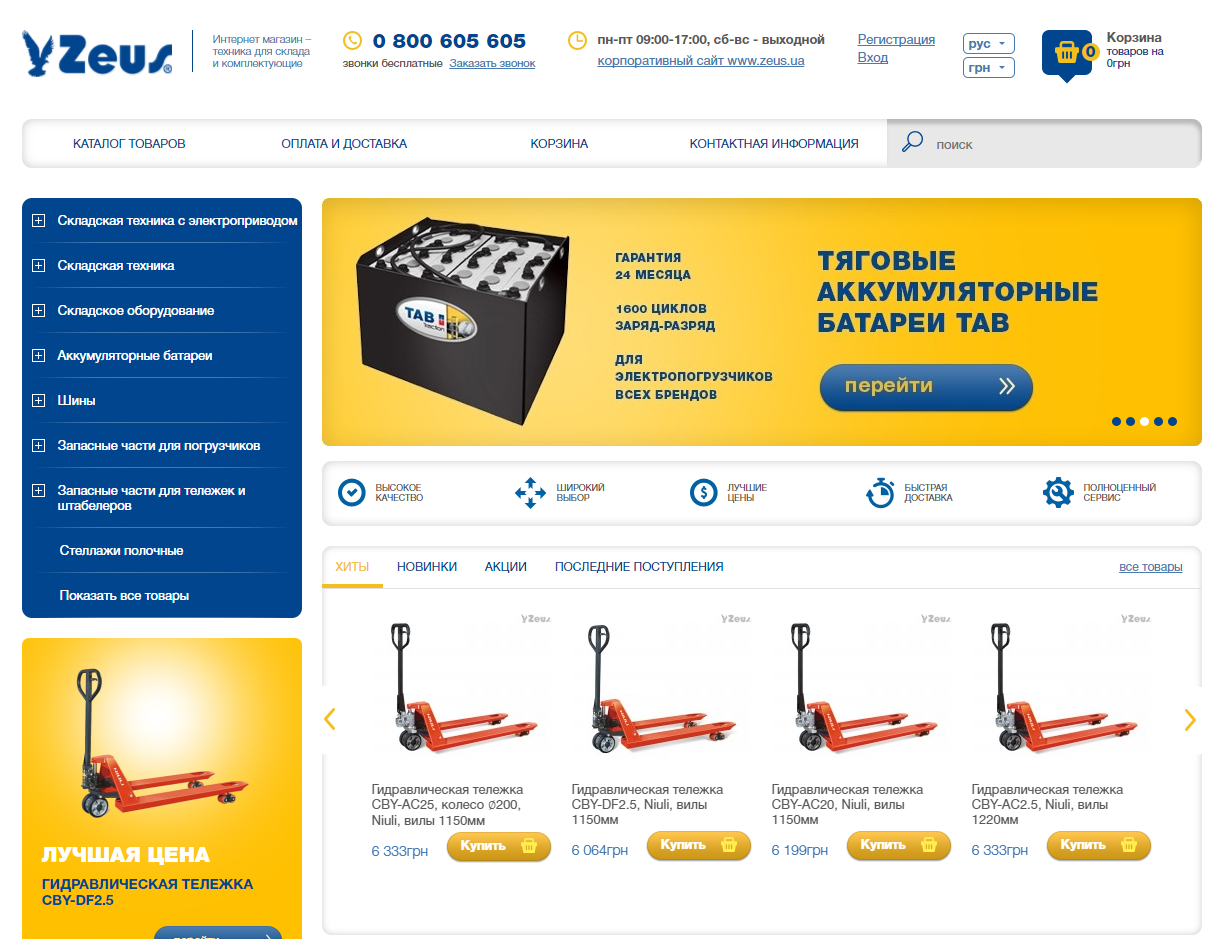 Zeus®
Интернет магазин –
техника для склада
и комплектующие
0 800 605 605
звонки бесплатные Заказать звонок
пн-пт 09:00-17:00, сб-вс - выходной
корпоративный сайт www.zeus.ua
Регистрация
Вход
рус
грн
0
Корзина
товаров на
0грн
КАТАЛОГ ТОВАРОВ
ОПЛАТА И ДОСТАВКА
КОРЗИНА
КОНТАКТНАЯ ИНФОРМАЦИЯ
поиск
Складская техника с электроприводом
Складская техника
Складское оборудование
Аккумуляторные батареи
Шины
Запасные части для погрузчиков
Запасные части для тележек и
штабелеров
Стеллажи полочные
Показать все товары
TAB
Traction
ГАРАНТИЯ
24 МЕСЯЦА
1600 ЦИКЛОВ
ЗАРЯД-РАЗРЯД
ДЛЯ
ЭЛЕКТРОПОГРУЗЧИКОВ
ВСЕХ БРЕНДОВ
ТЯГОВЫЕ
АККУМУЛЯТОРНЫЕ
БАТАРЕИ TAB
перейти
ВЫСОКОЕ
КАЧЕСТВО
ШИРОКИЙ
ВЫБОР
ЛУЧШИЕ
ЦЕНЫ
БЫСТРАЯ
ДОСТАВКА
ПОЛНОЦЕННЫЙ
СЕРВИС
ХИТЫ
НОВИНКИ
АКЦИИ
ПОСЛЕДНИЕ ПОСТУПЛЕНИЯ
все товары
Zeus
Zeus
Zeus
Zeus
Гидравлическая тележка
CBY-AC25, колесо ∅200,
Niuli, вилы 1150мм
6 333грн
Купить
Гидравлическая тележка
CBY-DF2.5, Niuli, вилы
1150мм
6 064грн
Купить
Гидравлическая тележка
CBY-AC20, Niuli, вилы
1150мм
6 199грн
Купить
Гидравлическая тележка
CBY-AC2.5, Niuli, вилы
1220мм
6 333грн
Купить
ЛУЧШАЯ ЦЕНА
ГИДРАВЛИЧЕСКАЯ ТЕЛЕЖКА
CBY-DF2.5
перейти